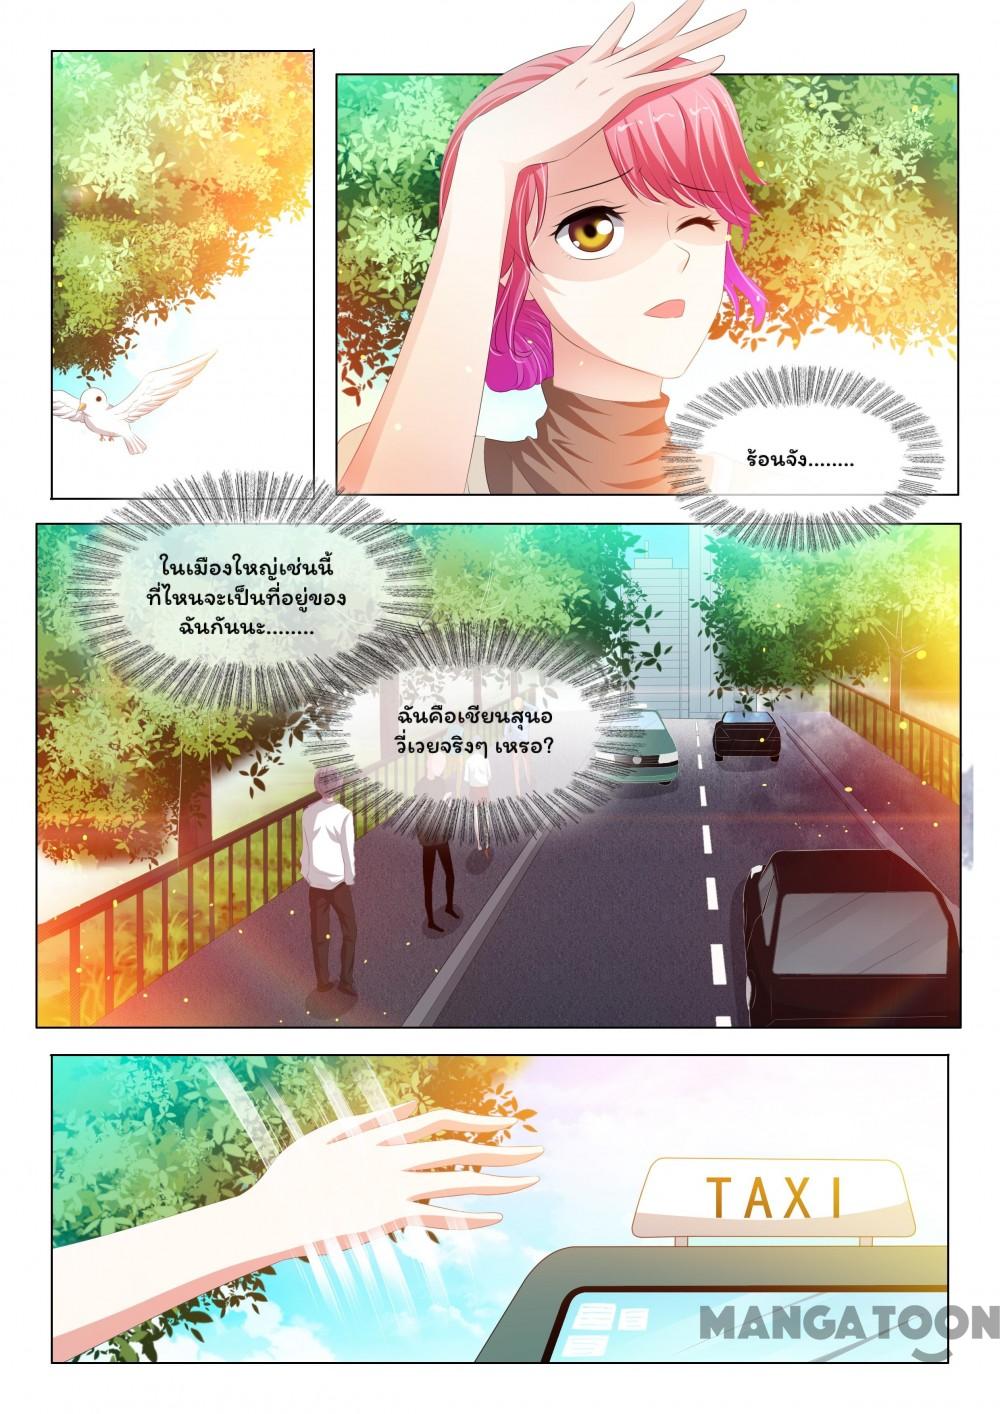 ร้อนจัง........
ในเมืองใหญ่เช่นนี้
ที่ไหนจะเป็นที่อยู่ของ
ฉันกันนะ........
ฉันคือเชียนสุนอ
วี่เวยจริงๆ เหรอ?
TAXI
MANGATOON